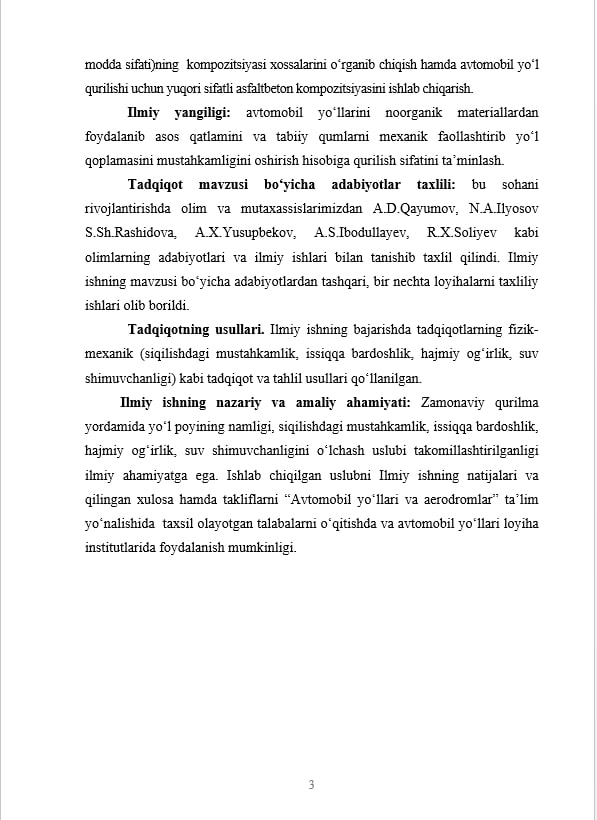 modda sifati)ning kompozitsiyasi xossalarini o‘rganib chiqish hamda avtomobil yo‘l
qurilishi uchun yuqori sifatli asfaltbeton kompozitsiyasini ishlab chiqarish.
Ilmiy yangiligi: avtomobil yo‘llarini noorganik materiallardan
foydalanib asos qatlamini va tabiiy qumlarni mexanik faollashtirib yo‘l
qoplamasini mustahkamligini oshirish hisobiga qurilish sifatini ta’minlash.
Tadqiqot mavzusi bo‘yicha adabiyotlar taxlili: bu sohani
rivojlantirishda olim va mutaxassislarimizdan A.D.Qayumov, N.A.Ilyosov
S.Sh.Rashidova, A.X.Yusupbekov, A.S.Ibodullayev, R.X.Soliyev kabi
olimlarning adabiyotlari va ilmiy ishlari bilan tanishib taxlil qilindi. Ilmiy
ishning mavzusi bo‘yicha adabiyotlardan tashqari, bir nechta loyihalarni taxliliy
ishlari olib borildi.
Tadqiqotning usullari. Ilmiy ishning bajarishda tadqiqotlarning fizik-
mexanik (siqilishdagi mustahkamlik, issiqqa bardoshlik, hajmiy og‘irlik, suv
shimuvchanligi) kabi tadqiqot va tahlil usullari qo‘llanilgan.
Ilmiy ishning nazariy va amaliy ahamiyati: Zamonaviy qurilma
yordamida yo‘l poyining namligi, siqilishdagi mustahkamlik, issiqqa bardoshlik,
hajmiy og‘irlik, suv shimuvchanligini o‘lchash uslubi takomillashtirilganligi
ilmiy ahamiyatga ega. Ishlab chiqilgan uslubni Ilmiy ishning natijalari va
qilingan xulosa hamda takliflarni “Avtomobil yo‘llari va aerodromlar” ta’lim
yo‘nalishida taxsil olayotgan talabalarni o‘qitishda va avtomobil yo‘llari loyiha
institutlarida foydalanish mumkinligi.
3